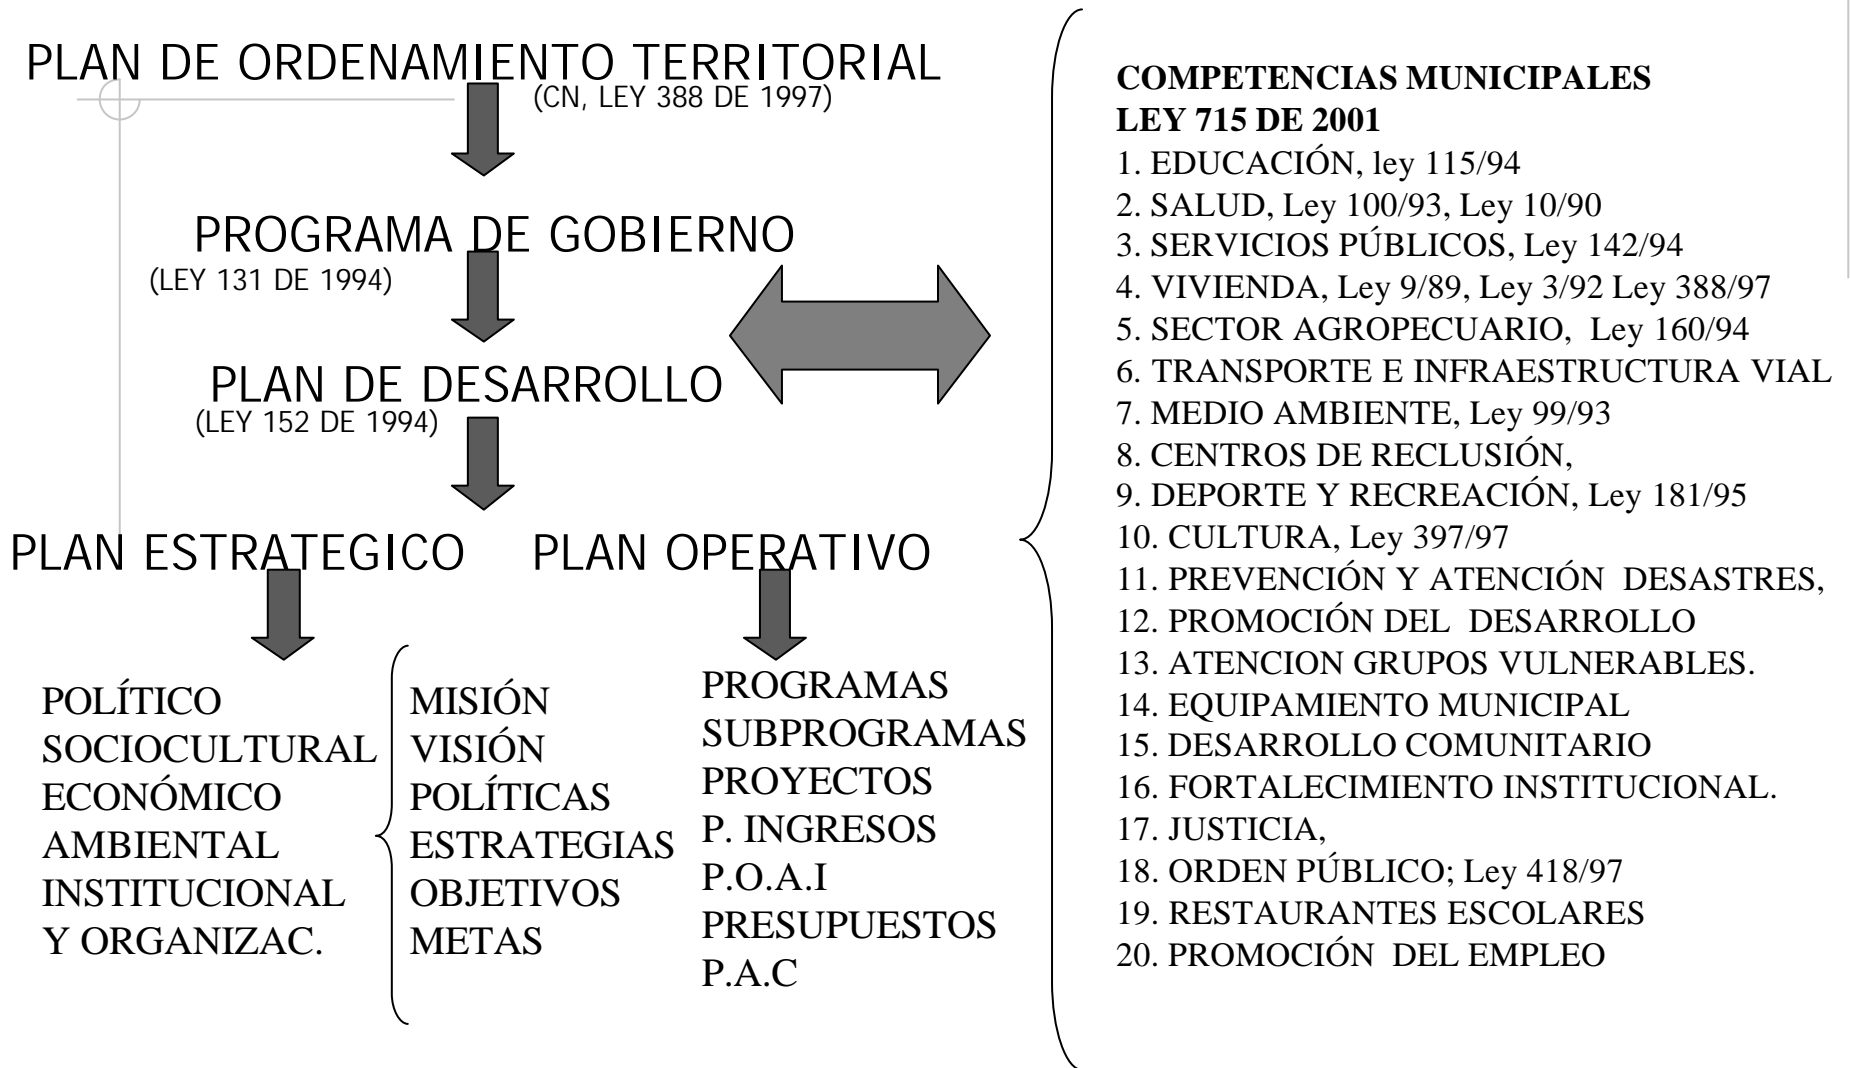 PLAN DE ORDENAMIENTO TERRITORIAL
(CN, LEY 388 DE 1997)
PROGRAMA DE GOBIERNO
(LEY 131 DE 1994)
PLAN DE DESARROLLO
(LEY 152 DE 1994)
PLAN ESTRATEGICO
POLÍTICO
SOCIOCULTURAL
ECONÓMICO
AMBIENTAL
INSTITUCIONAL
Y ORGANIZAC.
MISIÓN
VISIÓN
POLÍTICAS
ESTRATEGIAS
OBJETIVOS
METAS
PLAN OPERATIVO
PROGRAMAS
SUBPROGRAMAS
PROYECTOS
P. INGRESOS
P.O.A.I
PRESUPUESTOS
P.A.C
COMPETENCIAS MUNICIPALES
LEY 715 DE 2001
1. EDUCACIÓN, ley 115/94
2. SALUD, Ley 100/93, Ley 10/90
3. SERVICIOS PÚBLICOS, Ley 142/94
4. VIVIENDA, Ley 9/89, Ley 3/92 Ley 388/97
5. SECTOR AGROPECUARIO, Ley 160/94
6. TRANSPORTE E INFRAESTRUCTURA VIAL
7. MEDIO AMBIENTE, Ley 99/93
8. CENTROS DE RECLUSIÓN,
9. DEPORTE Y RECREACIÓN, Ley 181/95
10. CULTURA, Ley 397/97
11. PREVENCIÓN Y ATENCIÓN DESASTRES,
12. PROMOCIÓN DEL DESARROLLO
13. ATENCION GRUPOS VULNERABLES.
14. EQUIPAMIENTO MUNICIPAL
15. DESARROLLO COMUNITARIO
16. FORTALECIMIENTO INSTITUCIONAL.
17. JUSTICIA,
18. ORDEN PÚBLICO; Ley 418/97
19. RESTAURANTES ESCOLARES
20. PROMOCIÓN DEL EMPLEO